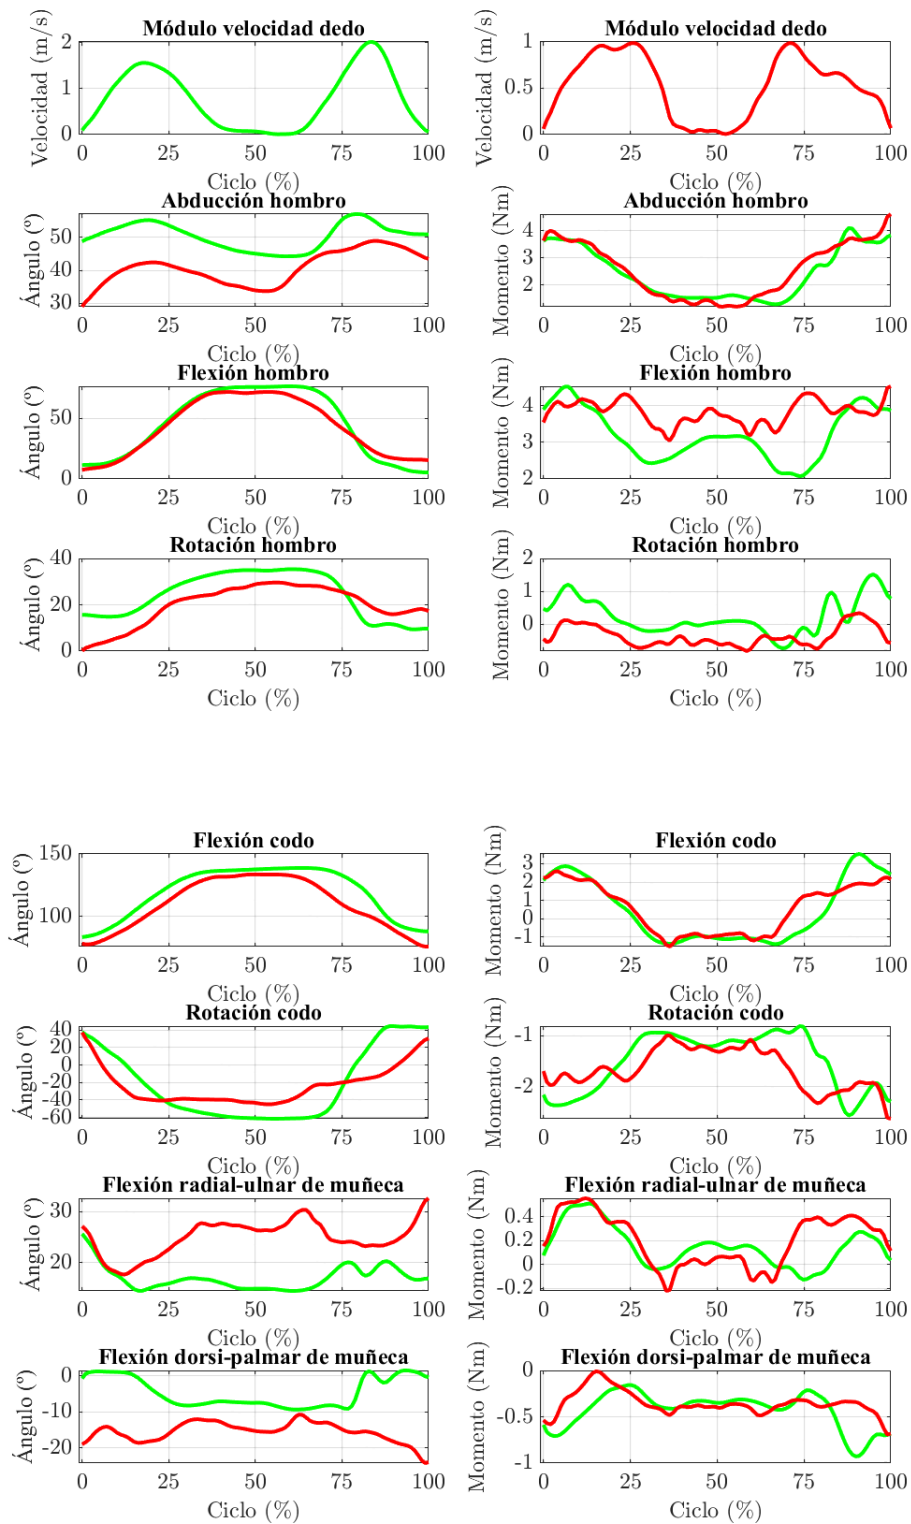 Módulo velocidad dedo
Velocidad (m/s)
2
1
0
0 25 50 75 100
Ciclo (%)
Módulo velocidad dedo
Velocidad (m/s)
1
0.5
0
0 25 50 75 100
Ciclo (%)
Abducción hombro
Ángulo (º)
50
40
30
0 25 50 75 100
Ciclo (%)
Abducción hombro
Momento (Nm)
4
3
2
0 25 50 75 100
Ciclo (%)
Flexión hombro
Ángulo (º)
50
0
0 25 50 75 100
Ciclo (%)
Flexión hombro
Momento (Nm)
4
3
2
0 25 50 75 100
Ciclo (%)
Rotación hombro
Ángulo (º)
40
20
0
0 25 50 75 100
Ciclo (%)
Rotación hombro
Momento (Nm)
2
1
0
0 25 50 75 100
Ciclo (%)
Flexión codo
Ángulo (º)
150
100
0 25 50 75 100
Ciclo (%)
Flexión codo
Momento (Nm)
3
2
1
0
-1
0 25 50 75 100
Ciclo (%)
Rotación codo
Ángulo (º)
40
20
0
-20
-40
-60
0 25 50 75 100
Ciclo (%)
Rotación codo
Momento (Nm)
-1
-2
0 25 50 75 100
Ciclo (%)
Flexión radial-ulnar de muñeca
Ángulo (º)
30
20
0 25 50 75 100
Ciclo (%)
Flexión radial-ulnar de muñeca
Momento (Nm)
0.4
0.2
0
-0.2
0 25 50 75 100
Ciclo (%)
Flexión dorsi-palmar de muñeca
Ángulo (º)
0
-10
-20
0 25 50 75 100
Ciclo (%)
Flexión dorsi-palmar de muñeca
Momento (Nm)
0
-0.5
-1
0 25 50 75 100
Ciclo (%)